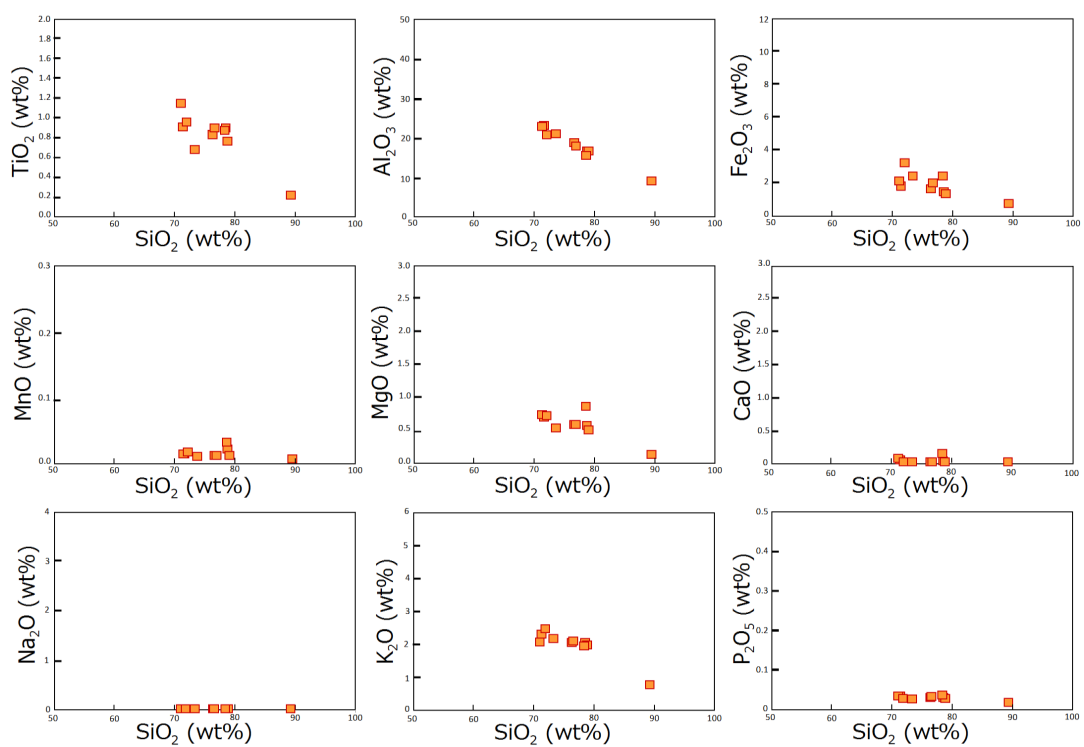 TiO2 (wt%)
2.0
1.8
1.6
1.4
1.2
1.0
0.8
0.6
0.4
0.2
0.0
50 60 70 80 90 100
SiO2 (wt%)
Al2O3 (wt%)
50
40
30
20
10
0
50 60 70 80 90 100
SiO2 (wt%)
Fe2O3 (wt%)
12
10
8
6
4
2
0
50 60 70 80 90 100
SiO2 (wt%)
MnO (wt%)
0.3
0.2
0.1
0.0
50 60 70 80 90 100
SiO2 (wt%)
MgO (wt%)
3.0
2.5
2.0
1.5
1.0
0.5
0.0
50 60 70 80 90 100
SiO2 (wt%)
CaO (wt%)
3.0
2.5
2.0
1.5
1.0
0.5
0.0
50 60 70 80 90 100
SiO2 (wt%)
Na2O (wt%)
4
3
2
1
0
50 60 70 80 90 100
SiO2 (wt%)
K2O (wt%)
6
5
4
3
2
1
0
50 60 70 80 90 100
SiO2 (wt%)
P2O5 (wt%)
0.5
0.4
0.3
0.2
0.1
0.0
50 60 70 80 90 100
SiO2 (wt%)